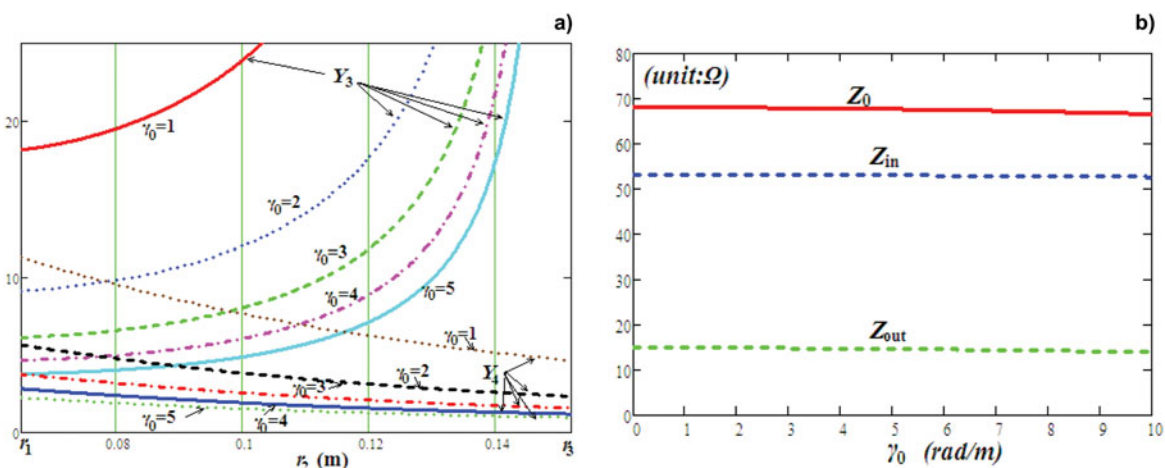 a)
20
10
0
r₁
0.08
0.1
0.12
0.14
r₃
r₂ (m)
Y₃
γ₀=1
γ₀=2
γ₀=3
γ₀=4
γ₀=5
γ₀=1
Y₄
γ₀=2
γ₀=3
γ₀=4
γ₀=5
b)
80
70
60
50
40
30
20
10
0
(unit:Ω)
Z₀
Zin
Zout
0 1 2 3 4 5 6 7 8 9 10
γ₀ (rad/m)